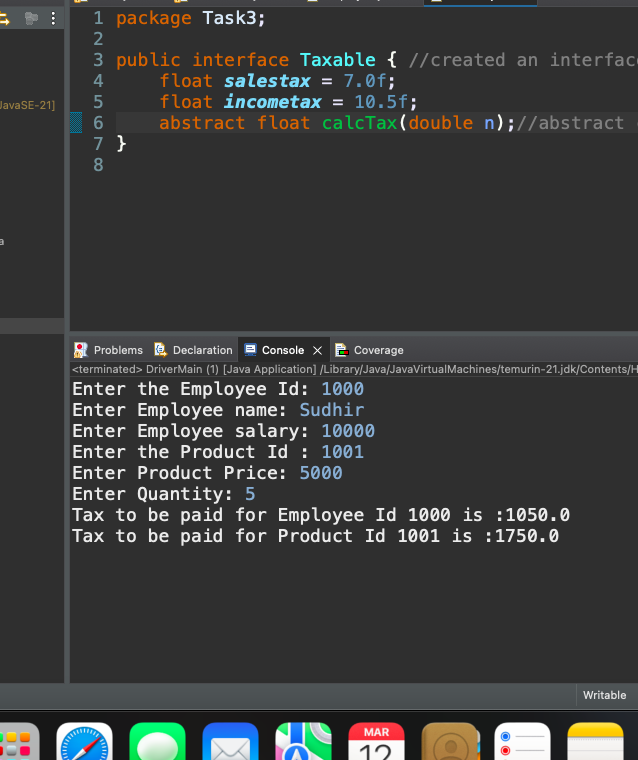 1 package Task3;
2
3 public interface Taxable { //created an interface
4 float salestax = 7.0f;
5 float incometax = 10.5f;
6 abstract float calcTax(double n);//abstract
7 }
8
JavaSE-21]
a
Problems Declaration Console Coverage
<terminated> DriverMain (1) [Java Application] /Library/Java/JavaVirtualMachines/temurin-21.jdk/Contents/H
Enter the Employee Id: 1000
Enter Employee name: Sudhir
Enter Employee salary: 10000
Enter the Product Id : 1001
Enter Product Price: 5000
Enter Quantity: 5
Tax to be paid for Employee Id 1000 is :1050.0
Tax to be paid for Product Id 1001 is :1750.0
Writable
MAR
12